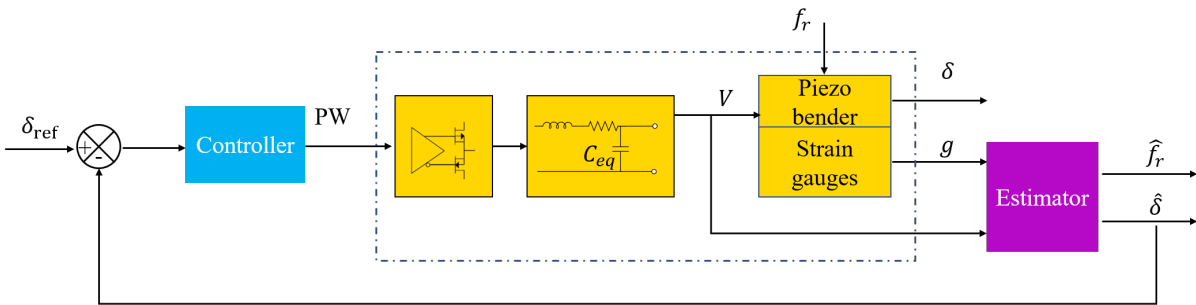 f_r
δ
Piezo
bender
V
PW
δ_ref
Controller
-
C_eq
Strain
gauges
g
Estimator
f̂_r
δ̂